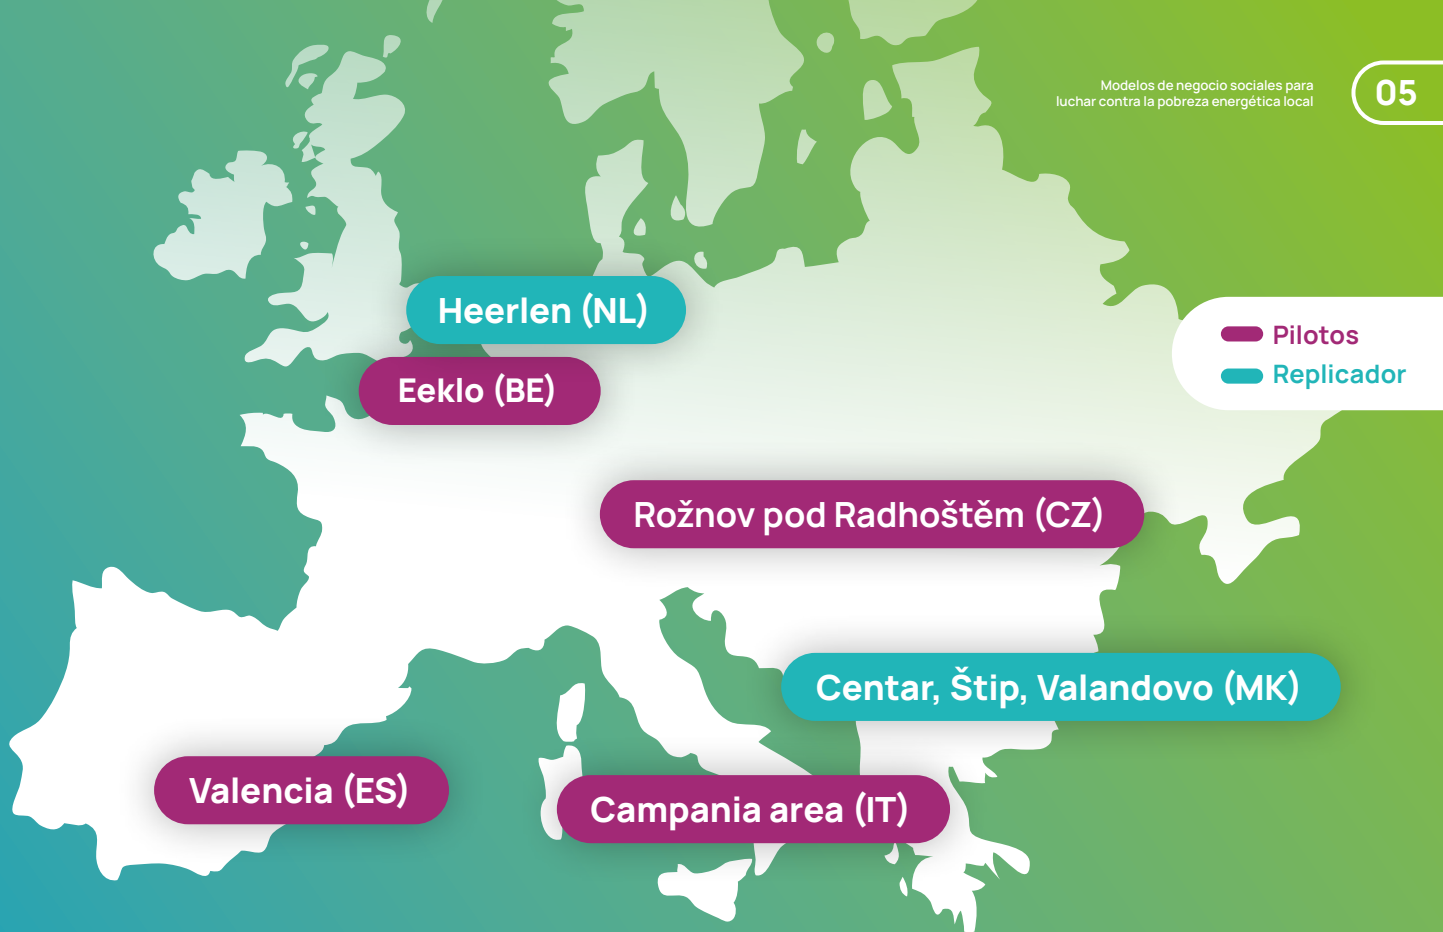 Modelos de negocio sociales para
luchar contra la pobreza energética local
05
Heerlen (NL)
Pilotos
Replicador
Eeklo (BE)
Rožnov pod Radhoštěm (CZ)
Centar, Štip, Valandovo (MK)
Valencia (ES)
Campania area (IT)